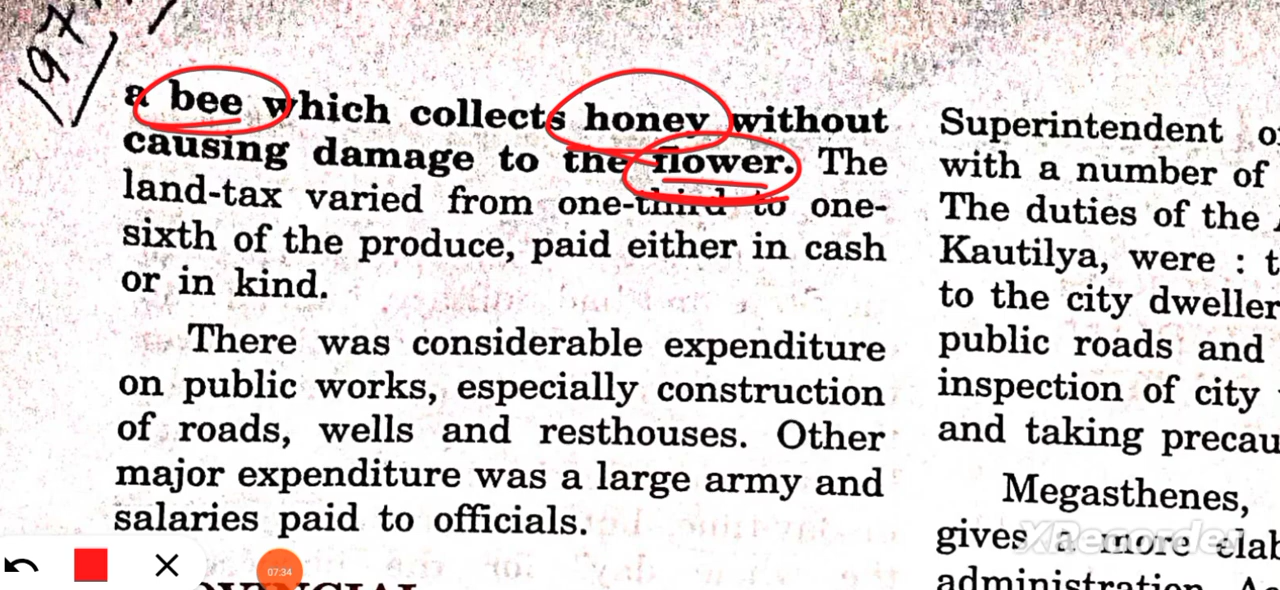 197
a bee which collects honey without
causing damage to the flower. The
land-tax varied from one-third to one-
sixth of the produce, paid either in cash
or in kind.
There was considerable expenditure
on public works, especially construction
of roads, wells and resthouses. Other
major expenditure was a large army and
salaries paid to officials.
Superintendent
with a number of
The duties of the
Kautilya, were :
to the city dweller
public roads and
inspection of city
and taking
Megasthenes,
gives a more
administration.
XRecorder
07:34